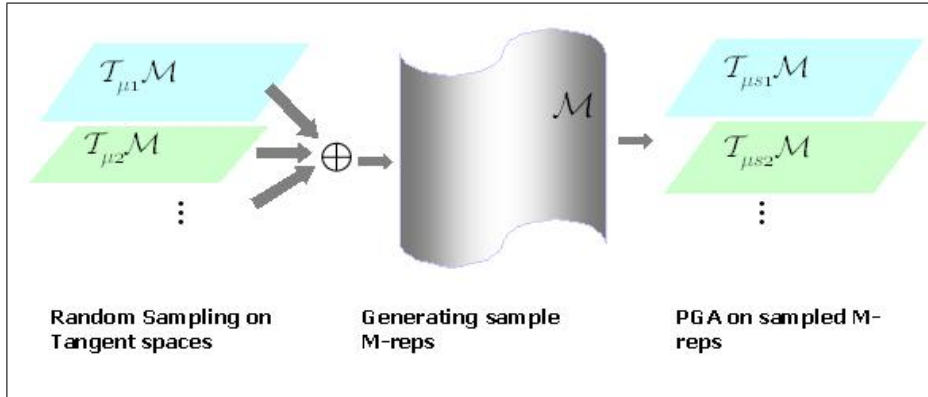 𝒯μ1ℳ
𝒯μ2ℳ
⋮
⊕
ℳ
𝒯μs1ℳ
𝒯μs2ℳ
⋮
Random Sampling on
Tangent spaces
Generating sample
M-reps
PGA on sampled M-
reps